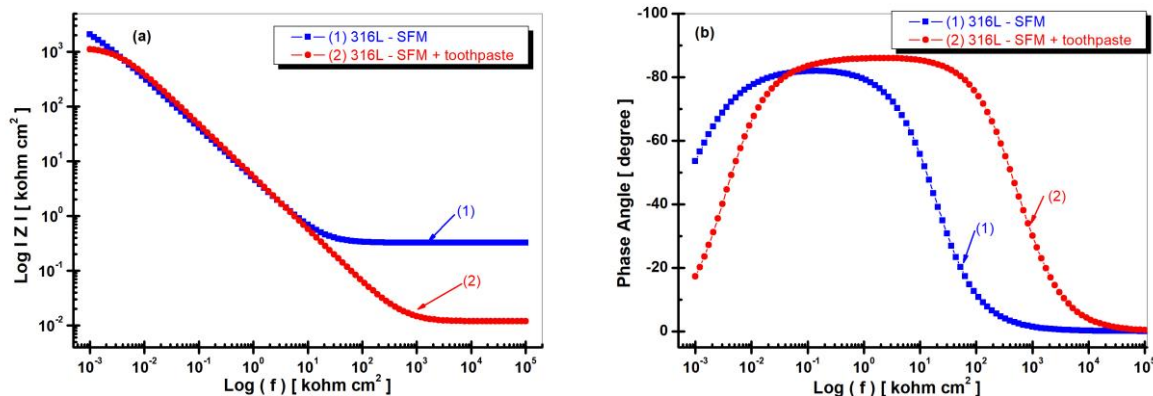 (a)
(1) 316L - SFM
(2) 316L - SFM + toothpaste
Log I Z I [ kohm cm²]
10³
10²
10¹
10⁰
10⁻¹
10⁻²
(1)
(2)
10⁻³ 10⁻² 10⁻¹ 10⁰ 10¹ 10² 10³ 10⁴ 10⁵
Log ( f ) [ kohm cm²]
(b)
(1) 316L - SFM
(2) 316L - SFM + toothpaste
Phase Angle [ degree ]
-100
-80
-60
-40
-20
0
(2)
(1)
10⁻³ 10⁻² 10⁻¹ 10⁰ 10¹ 10² 10³ 10⁴ 10⁵
Log ( f ) [ kohm cm²]